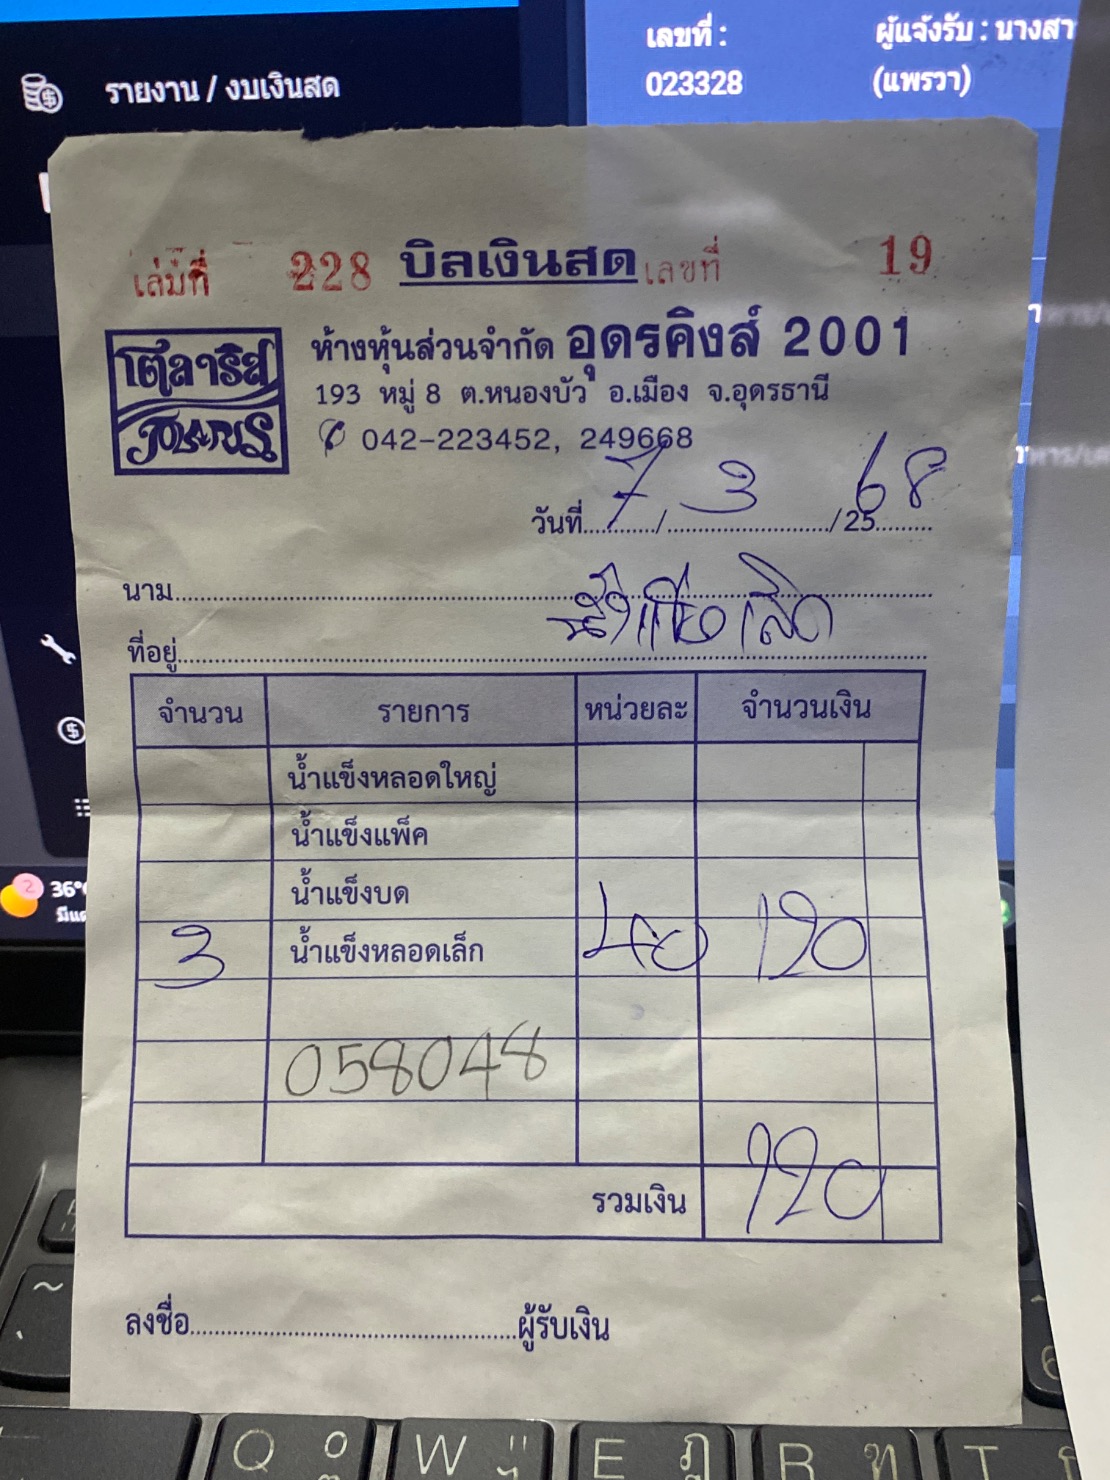 รายงาน / งบเงินสด
เลขที่ :
023328
ผู้แจ้งรับ : นางสา
(แพรวา)
เล่มที่ 228 บิลเงินสด เลขที่ 19
โตลาริส
POLARIS
ห้างหุ้นส่วนจำกัด อุดรคิงส์ 2001
193 หมู่ 8 ต.หนองบัว อ.เมือง จ.อุดรธานี
042-223452, 249668
วันที่ 7 / 3 / 25 68
นาม
ที่อยู่
จำนวน รายการ หน่วยละ จำนวนเงิน
น้ำแข็งหลอดใหญ่
น้ำแข็งแพ็ค
น้ำแข็งบด
3 น้ำแข็งหลอดเล็ก 40 120
058048
รวมเงิน 120
ลงชื่อ ผู้รับเงิน
36°
Q W E R T